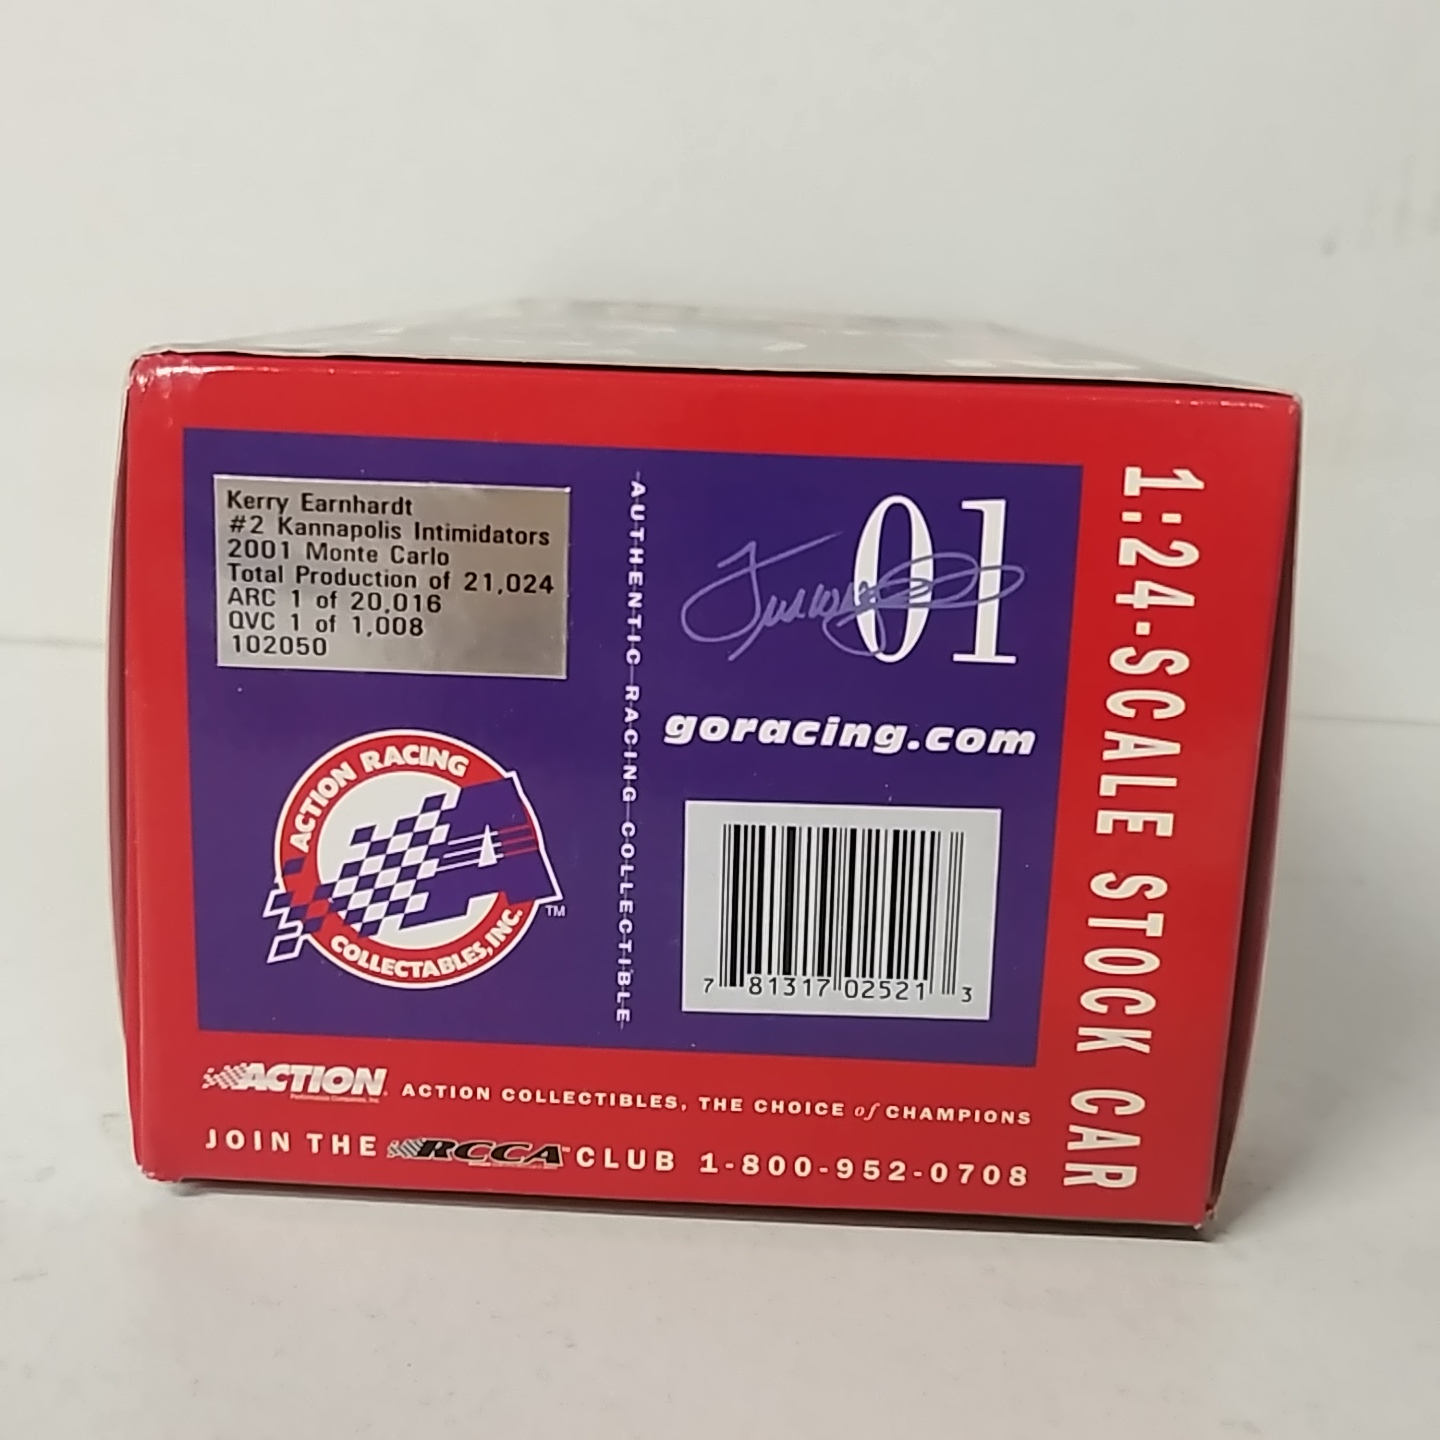 Kerry Earnhardt
#2 Kannapolis Intimidators
2001 Monte Carlo
Total Production of 21,024
ARC 1 of 20,016
QVC 1 of 1,008
102050
ACTION RACING
COLLECTABLES, INC.
TM
AUTHENTIC RACING COLLECTIBLE
01
goracing.com
7 81317 02521 3
1:24-SCALE STOCK CAR
ACTION
ACTION COLLECTIBLES, THE CHOICE of CHAMPIONS
JOIN THE RCCA CLUB 1-800-952-0708